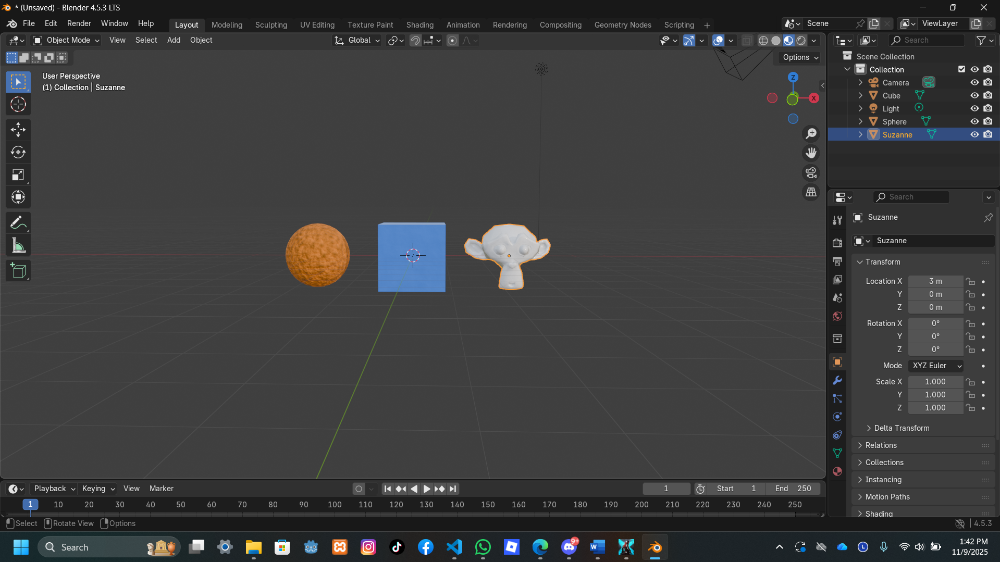 * (Unsaved) - Blender 4.5.3 LTS
File Edit Render Window Help
Layout Modeling Sculpting UV Editing Texture Paint Shading Animation Rendering Compositing Geometry Nodes Scripting
Scene
ViewLayer
Object Mode View Select Add Object
Global
Search
Options
User Perspective
(1) Collection | Suzanne
Z
X
Scene Collection
Collection
Camera
Cube
Light
Sphere
Suzanne
Search
Suzanne
Suzanne
Transform
Location X 3 m
Y 0 m
Z 0 m
Rotation X 0°
Y 0°
Z 0°
Mode XYZ Euler
Scale X 1.000
Y 1.000
Z 1.000
Delta Transform
Relations
Collections
Instancing
Motion Paths
Shading
Playback Keying View Marker
1
Start 1
End 250
1 10 20 30 40 50 60 70 80 90 100 110 120 130 140 150 160 170 180 190 200 210 220 230 240 250
Select Rotate View Options
4.5.3
Search
9+
1:42 PM
11/9/2025